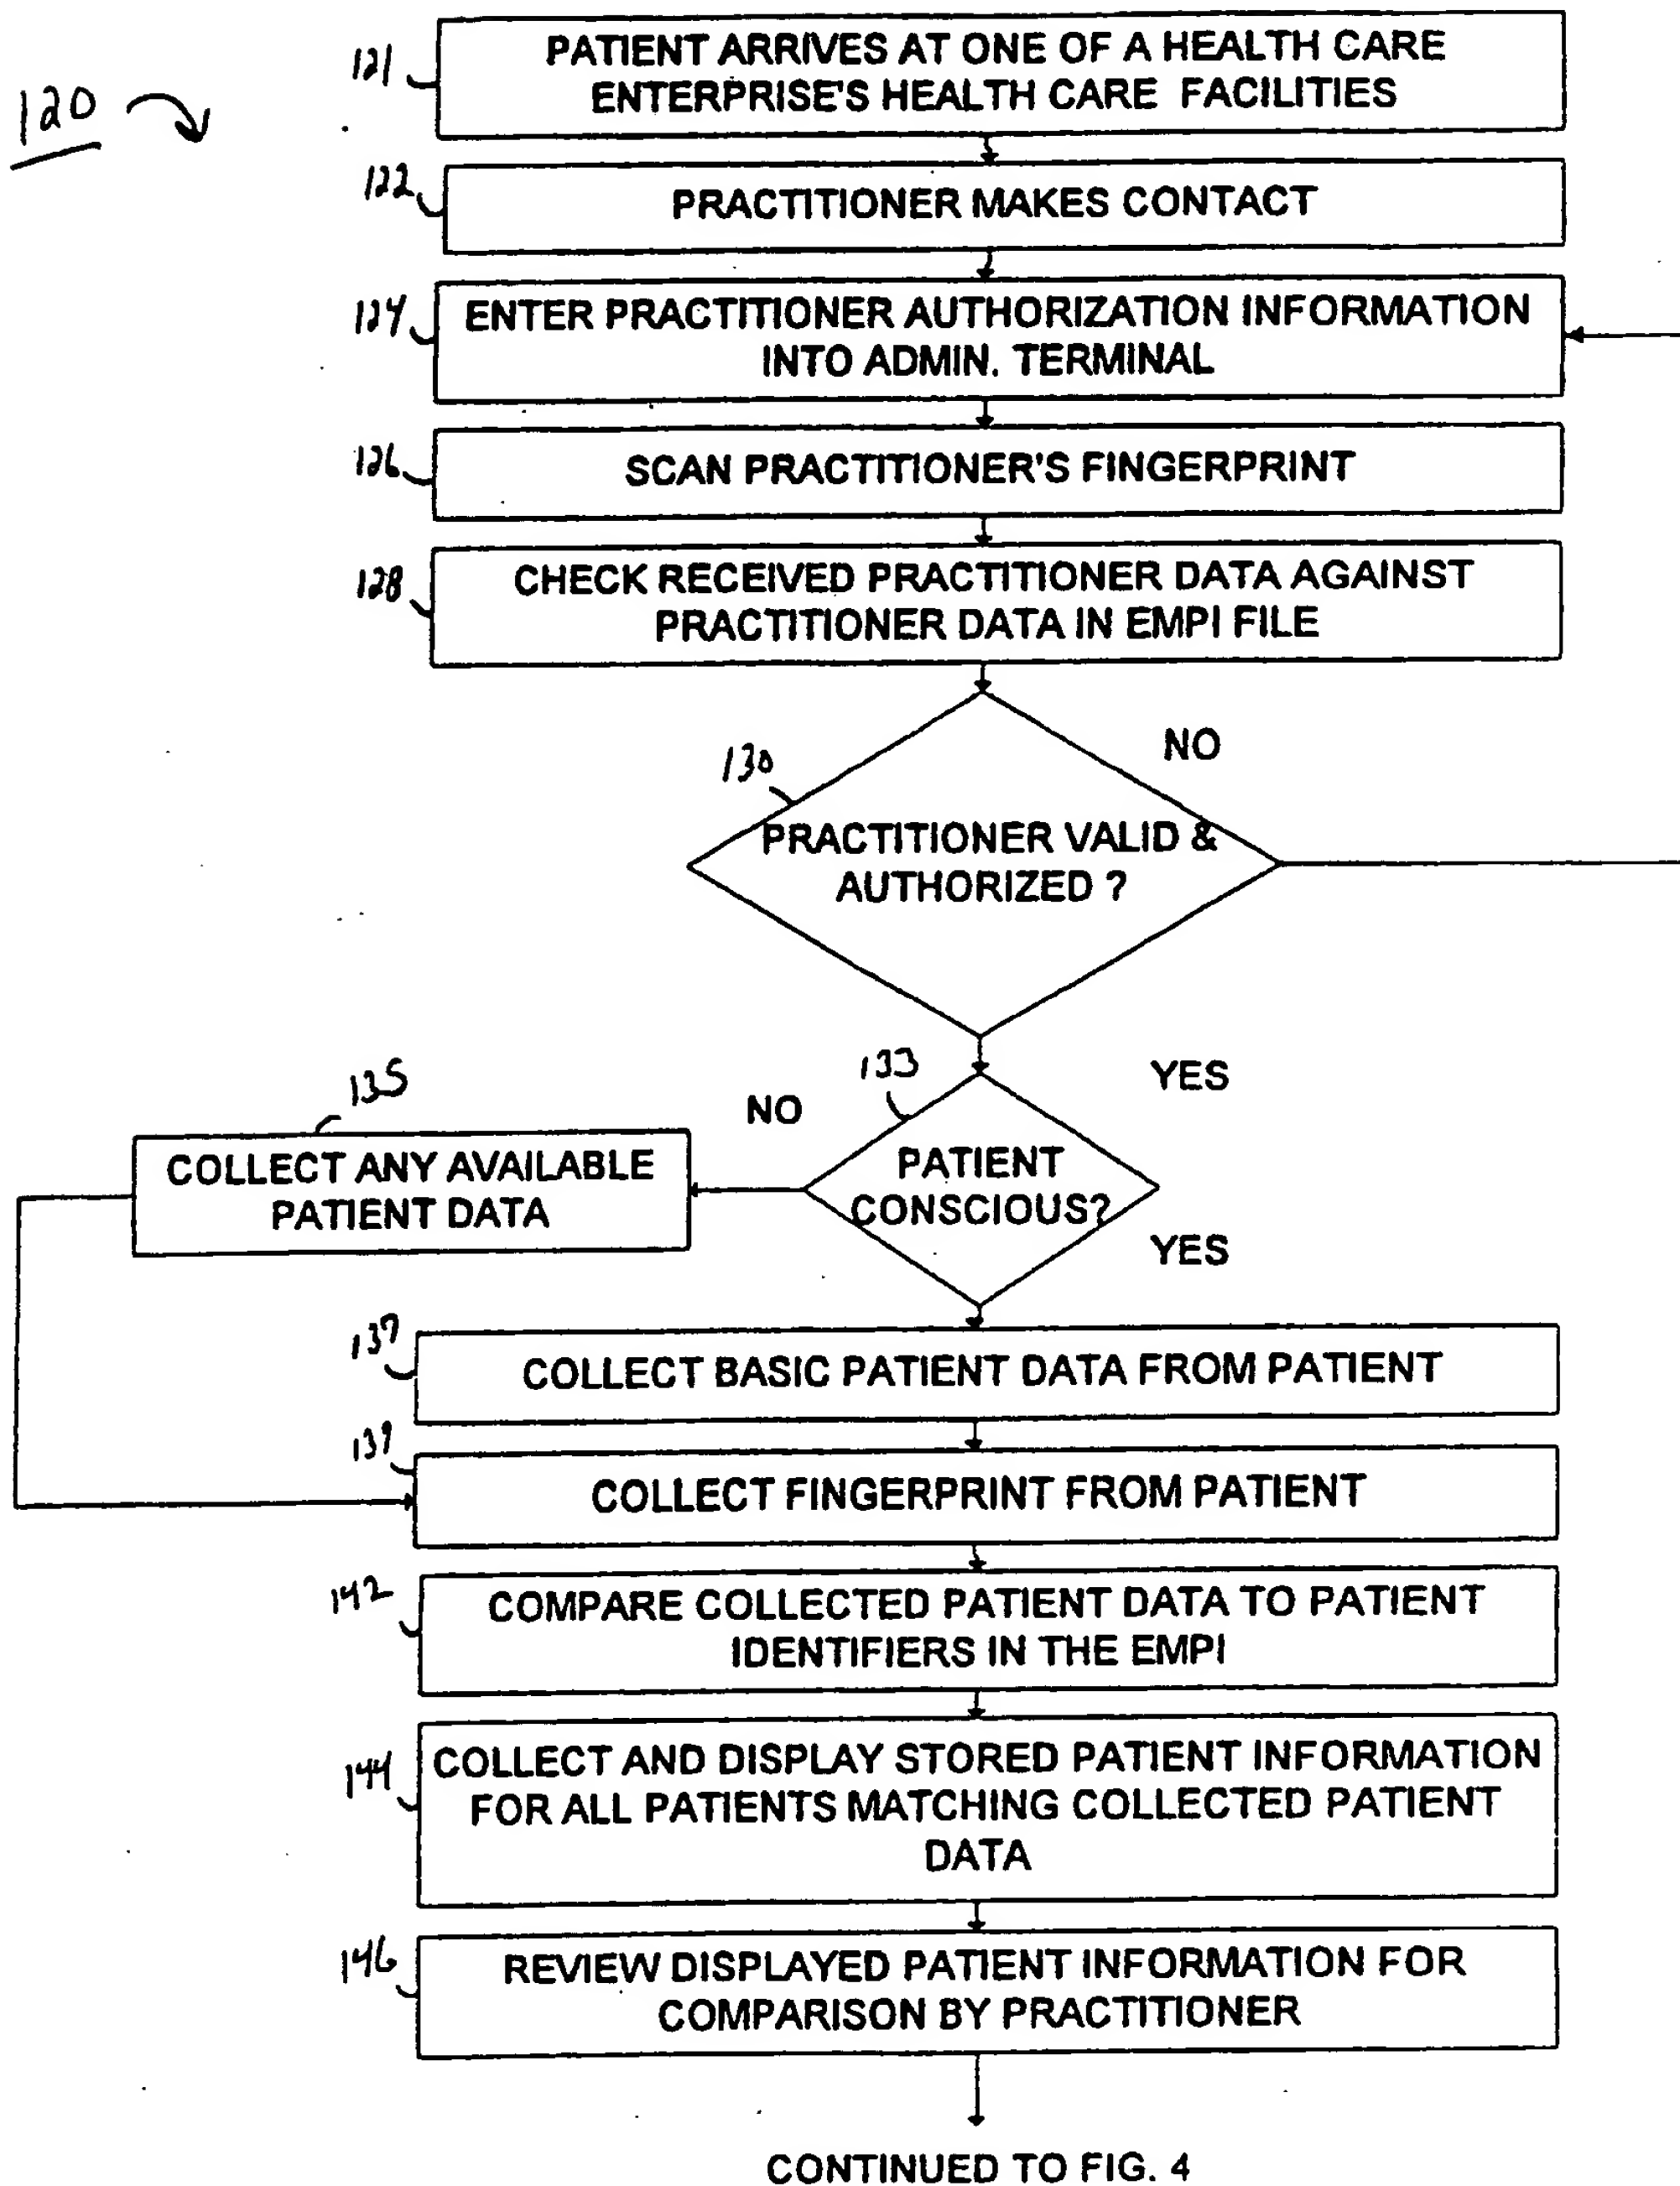 120
121
PATIENT ARRIVES AT ONE OF A HEALTH CARE
ENTERPRISE'S HEALTH CARE FACILITIES
122
PRACTITIONER MAKES CONTACT
124
ENTER PRACTITIONER AUTHORIZATION INFORMATION
INTO ADMIN. TERMINAL
126
SCAN PRACTITIONER'S FINGERPRINT
128
CHECK RECEIVED PRACTITIONER DATA AGAINST
PRACTITIONER DATA IN EMPI FILE
130
NO
PRACTITIONER VALID &
AUTHORIZED ?
133
YES
135
NO
COLLECT ANY AVAILABLE
PATIENT DATA
PATIENT
CONSCIOUS?
YES
137
COLLECT BASIC PATIENT DATA FROM PATIENT
139
COLLECT FINGERPRINT FROM PATIENT
142
COMPARE COLLECTED PATIENT DATA TO PATIENT
IDENTIFIERS IN THE EMPI
144
COLLECT AND DISPLAY STORED PATIENT INFORMATION
FOR ALL PATIENTS MATCHING COLLECTED PATIENT
DATA
146
REVIEW DISPLAYED PATIENT INFORMATION FOR
COMPARISON BY PRACTITIONER
CONTINUED TO FIG. 4